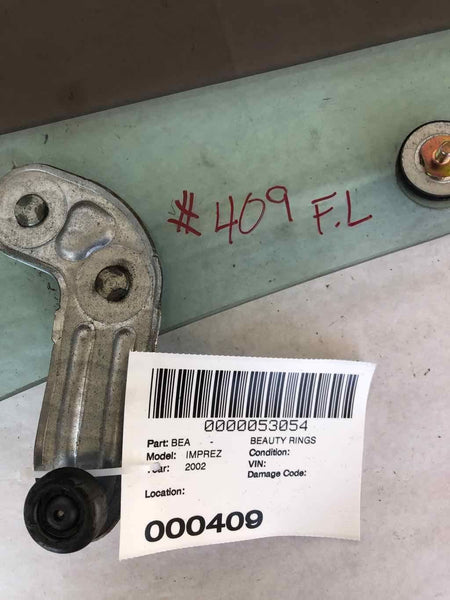 #409 F.L
0000053054
Part: BEA - BEAUTY RINGS
Model: IMPREZ Condition:
Year: 2002 VIN:
Damage Code:
Location:
000409